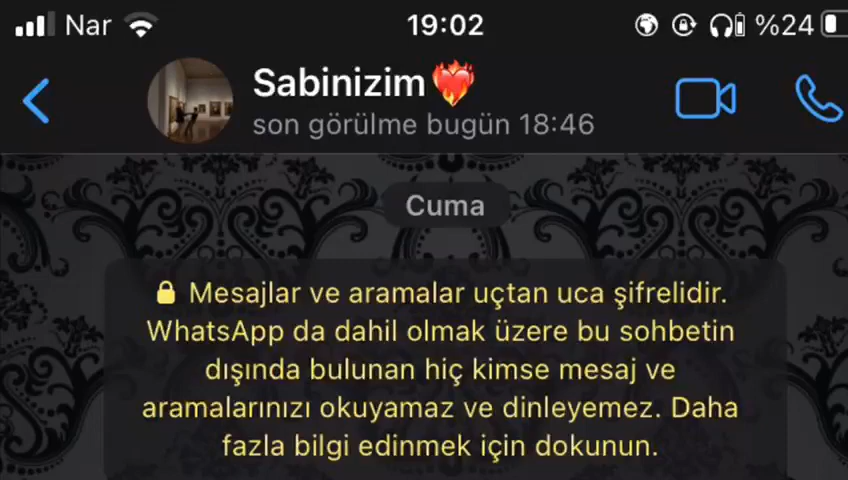 Nar 19:02 %24
Sabinizim❤️‍🔥
son görülme bugün 18:46
Cuma
🔒 Mesajlar ve aramalar uçtan uca şifrelidir.
WhatsApp da dahil olmak üzere bu sohbetin
dışında bulunan hiç kimse mesaj ve
aramalarınızı okuyamaz ve dinleyemez. Daha
fazla bilgi edinmek için dokunun.